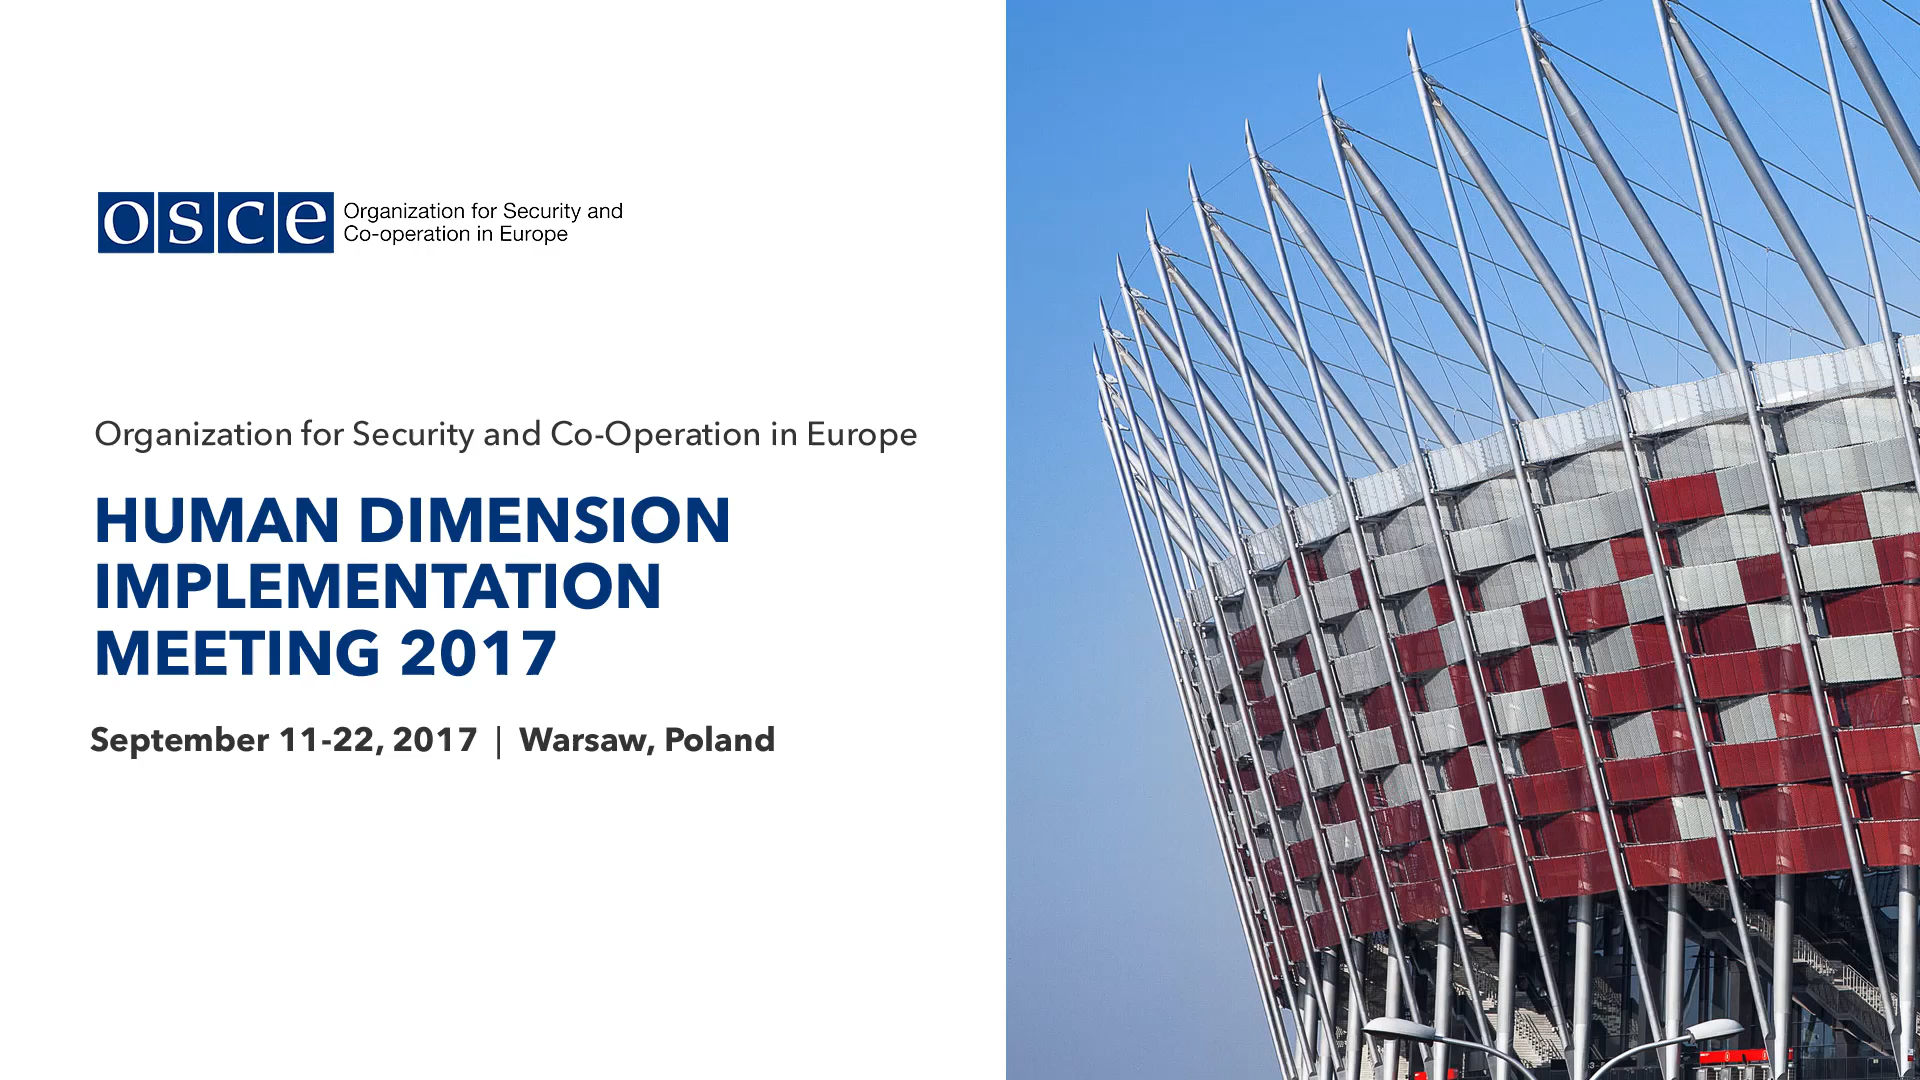 osce Organization for Security and
Co-operation in Europe
Organization for Security and Co-Operation in Europe
HUMAN DIMENSION
IMPLEMENTATION
MEETING 2017
September 11-22, 2017 | Warsaw, Poland